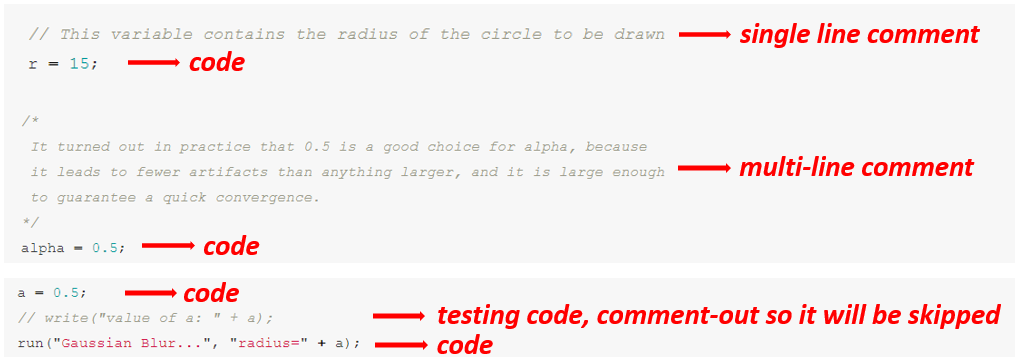 // This variable contains the radius of the circle to be drawn single line comment
r = 15; code
/*
It turned out in practice that 0.5 is a good choice for alpha, because
it leads to fewer artifacts than anything larger, and it is large enough multi-line comment
to guarantee a quick convergence.
*/
alpha = 0.5; code
a = 0.5; code
// write("value of a: " + a); testing code, comment-out so it will be skipped
run("Gaussian Blur...", "radius=" + a); code